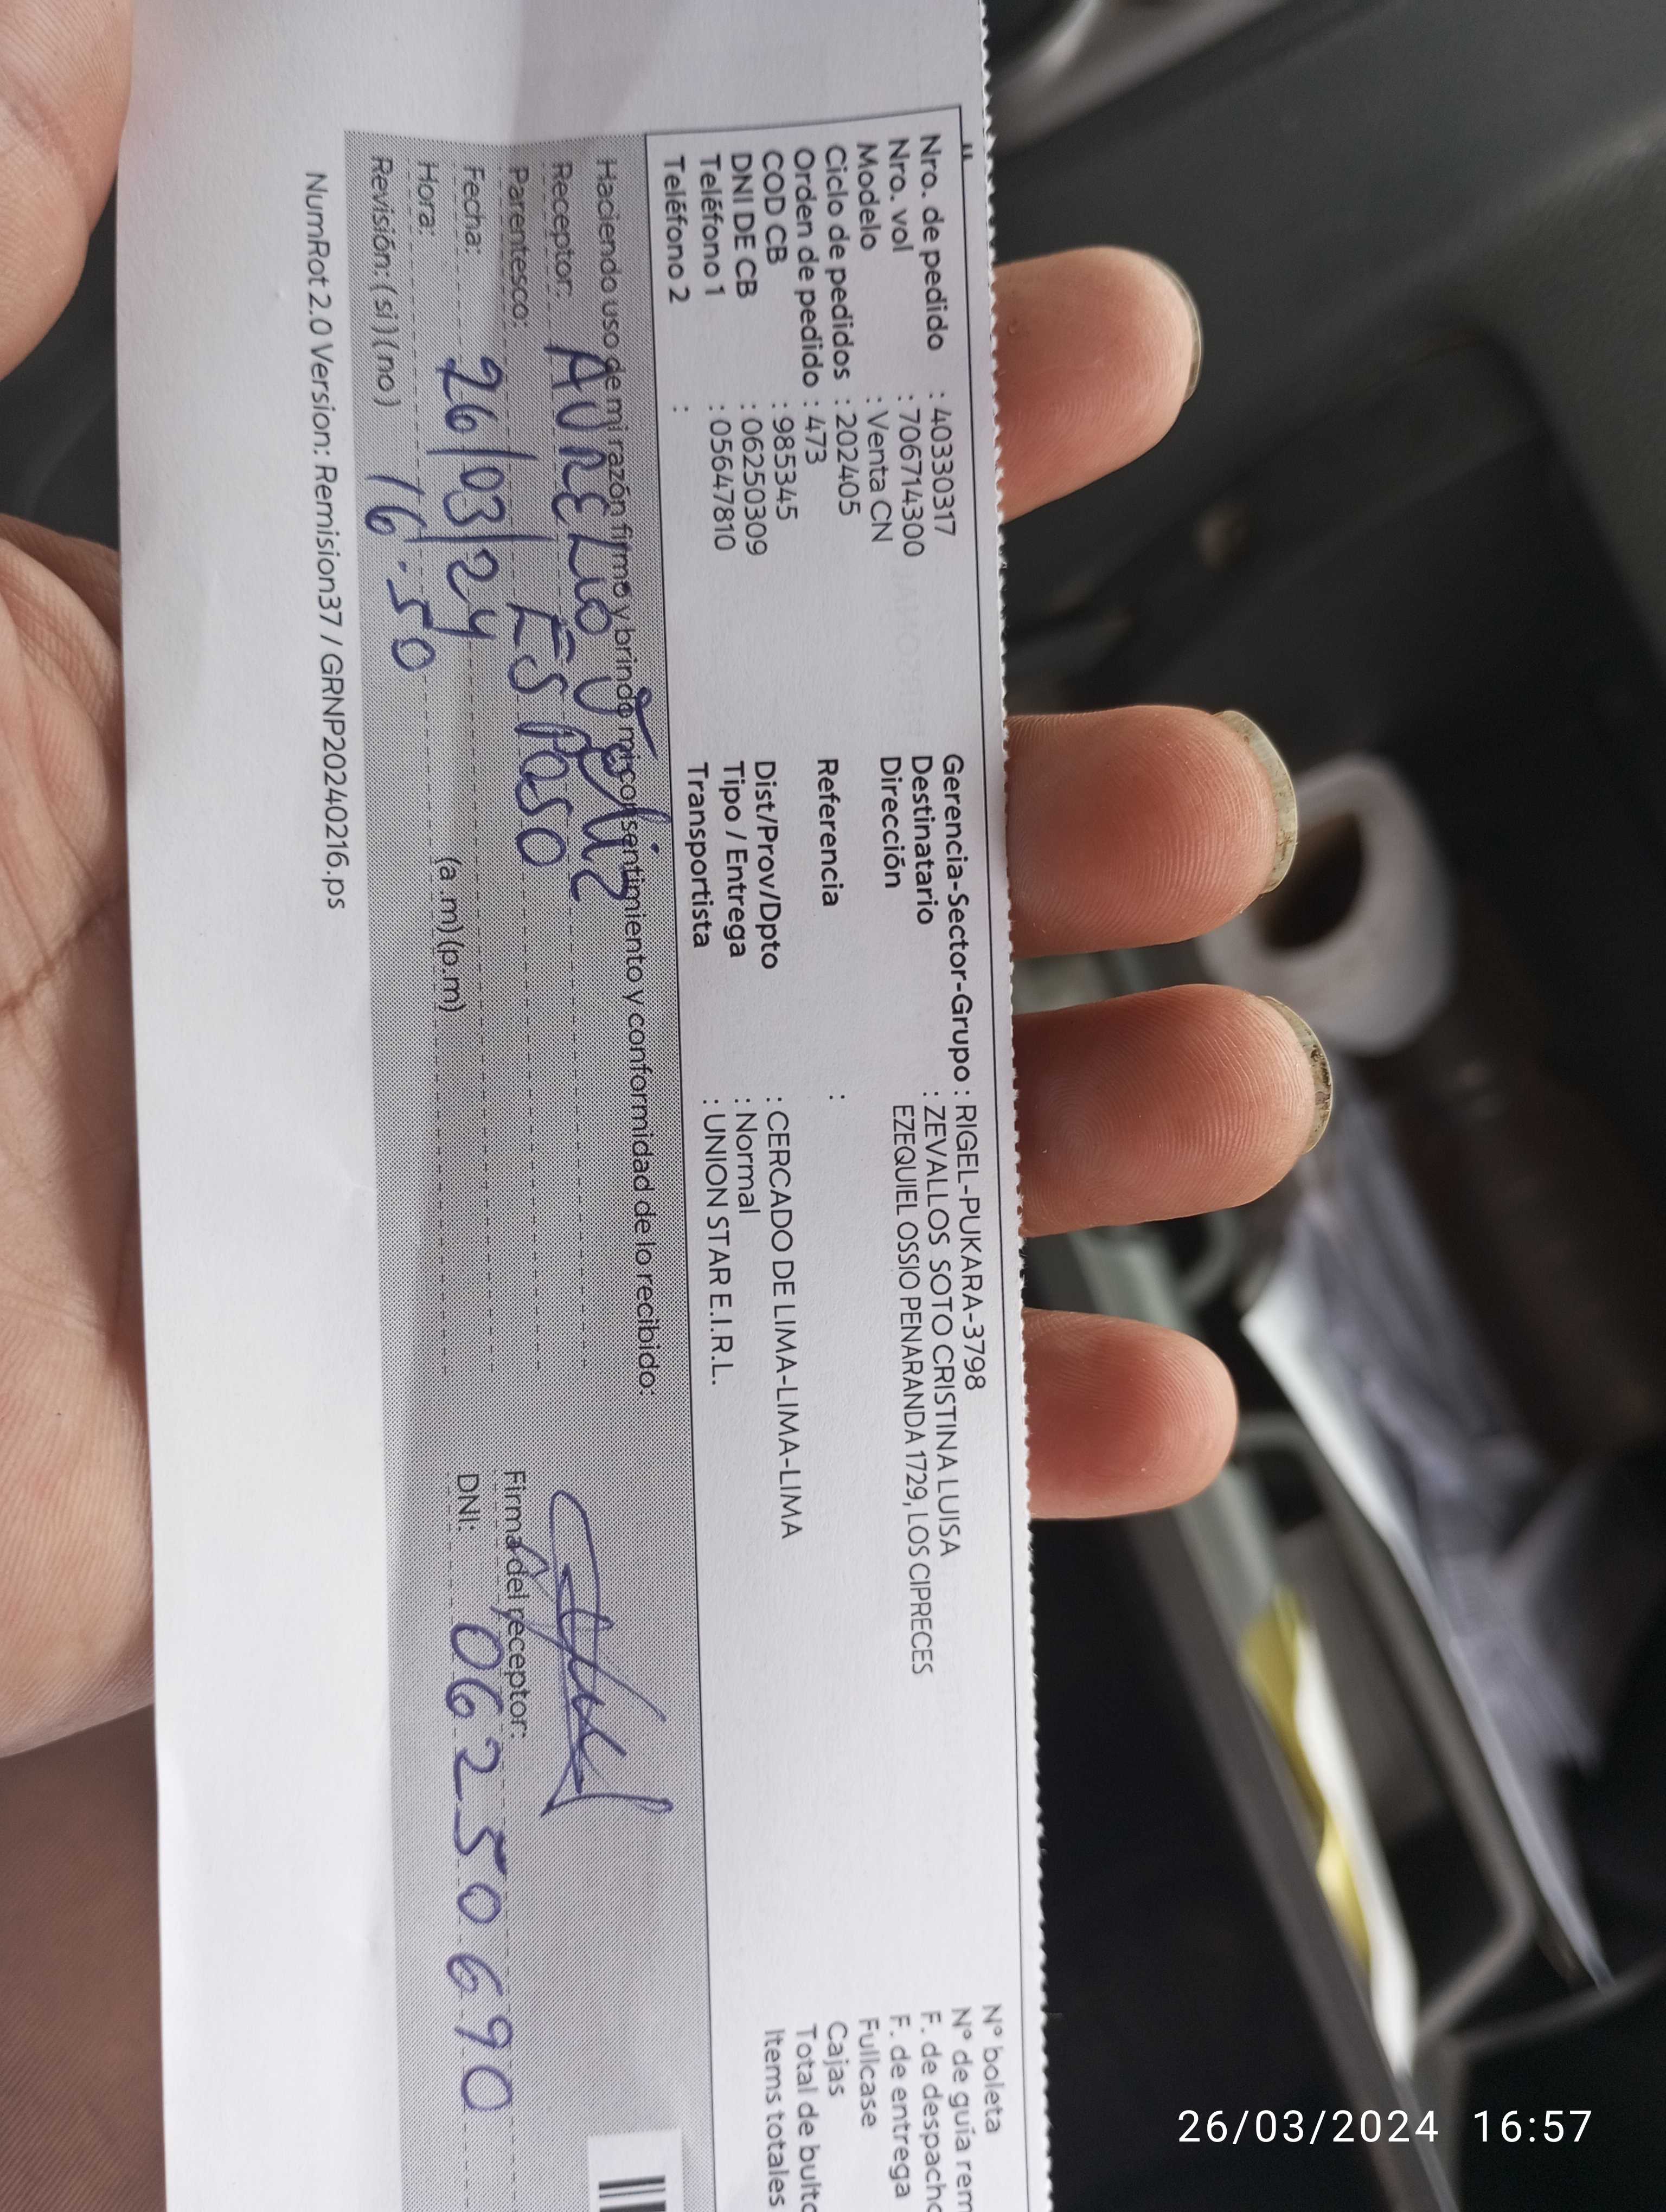 Nro. de pedido : 40330317
Nro. vol : 706714300
Modelo : Venta CN
Ciclo de pedidos : 202405
Orden de pedido : 473
COD CB : 985345
DNI DE CB : 06250309
Teléfono 1 : 05647810
Teléfono 2 :
Gerencia-Sector-Grupo : RIGEL-PUKARA-3798
Destinatario : ZEVALLOS SOTO CRISTINA LUISA
Dirección EZEQUIEL OSSIO PENARANDA 1729, LOS CIPRECES
Referencia :
Dist/Prov/Dpto : CERCADO DE LIMA-LIMA-LIMA
Tipo / Entrega : Normal
Transportista : UNION STAR E.I.R.L.
N° boleta
N° de guía rem
F. de despacho
F. de entrega
Fullcase
Cajas
Total de bulto
Items totales
Haciendo uso de mi razón firmo y brindo mi consentimiento y conformidad de lo recibido:
Receptor: AURELIO
Parentesco: ESPOSO
Fecha: 26/03/24
Hora: 16.50 (a.m) (p.m)
Revisión: (si) (no)
Firma del receptor:
DNI: 06250690
NumRot 2.0 Version: Remision37 / GRNP20240216.ps
26/03/2024 16:57